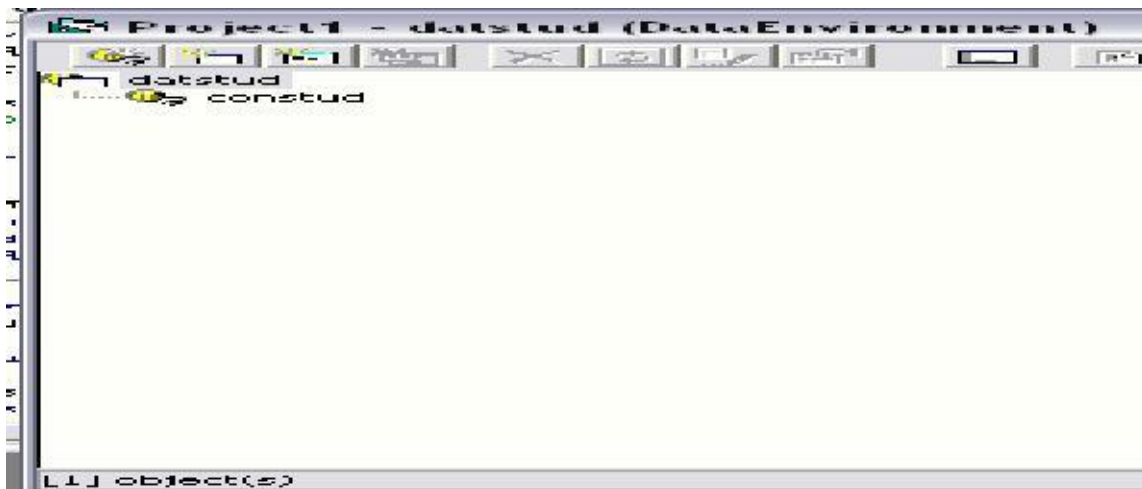 Project1 - datstud (DataEnvironment)
datstud
constud
[1] object(s)